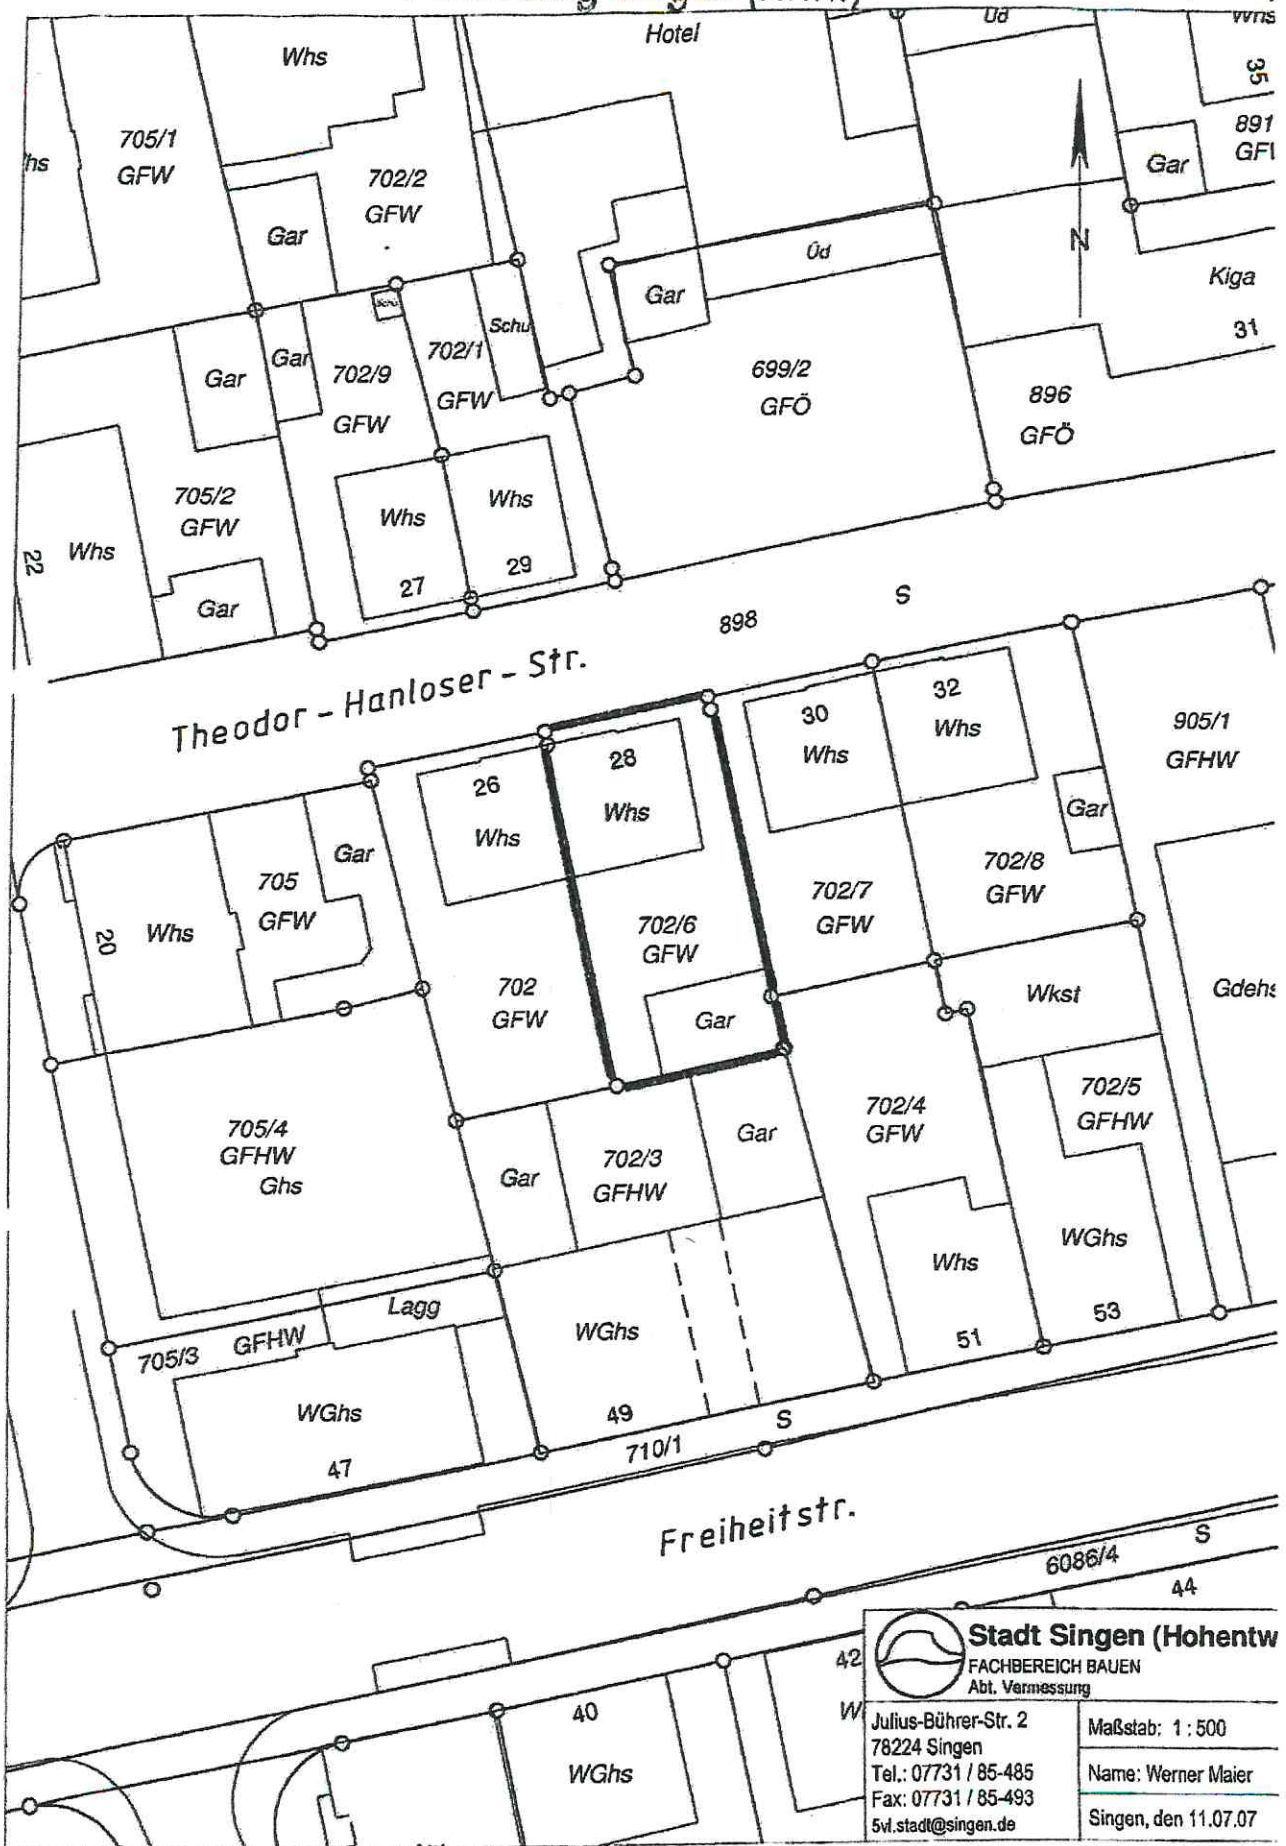 Hotel
Üd
Whs
35
Whs
705/1
GFW
702/2
GFW
891
Gar
Gar
N
Üd
Kiga
31
Gar
Schu
Gar
Gar
702/9
GFW
702/1
GFW
699/2
GFÖ
896
GFÖ
705/2
GFW
Whs
22
Whs
27
Whs
29
Gar
898
S
Theodor-Hanloser-Str.
26
Whs
28
Whs
30
Whs
32
Whs
905/1
GFHW
Gar
Gar
705
GFW
20
Whs
702/6
GFW
702/7
GFW
702/8
GFW
702
GFW
Gar
Wkst
702/5
GFHW
702/4
GFW
705/4
GFHW
Ghs
Gar
702/3
GFHW
Gar
Whs
WGhs
Lagg
GFHW
705/3
WGhs
51
53
WGhs
47
49
S
710/1
Freiheitstr.
S
6086/4
44
42
40
WGhs
W
Stadt Singen (Hohentw
FACHBEREICH BAUEN
Abt. Vermessung
Julius-Bührer-Str. 2
78224 Singen
Tel.: 07731 / 85-485
Fax: 07731 / 85-493
5vl.stadt@singen.de
Maßstab: 1 : 500
Name: Werner Maier
Singen, den 11.07.07